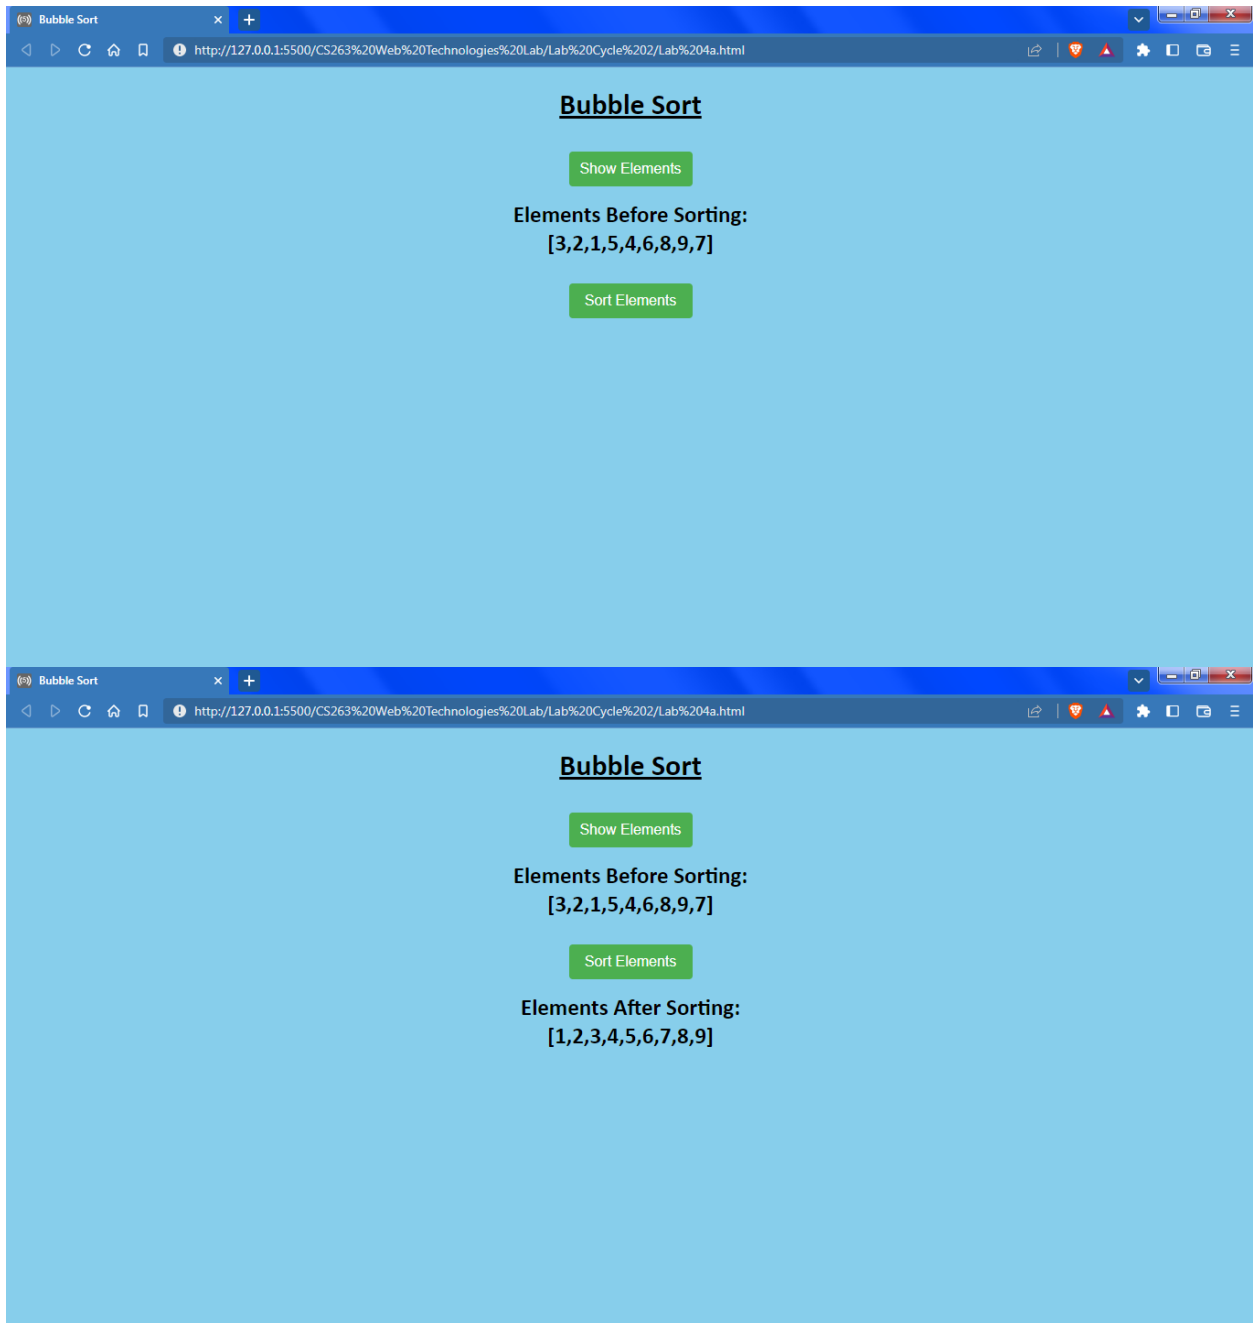 Bubble Sort
http://127.0.0.1:5500/CS263%20Web%20Technologies%20Lab/Lab%20Cycle%202/Lab%204a.html
Bubble Sort
Show Elements
Elements Before Sorting:
[3,2,1,5,4,6,8,9,7]
Sort Elements
Bubble Sort
http://127.0.0.1:5500/CS263%20Web%20Technologies%20Lab/Lab%20Cycle%202/Lab%204a.html
Bubble Sort
Show Elements
Elements Before Sorting:
[3,2,1,5,4,6,8,9,7]
Sort Elements
Elements After Sorting:
[1,2,3,4,5,6,7,8,9]